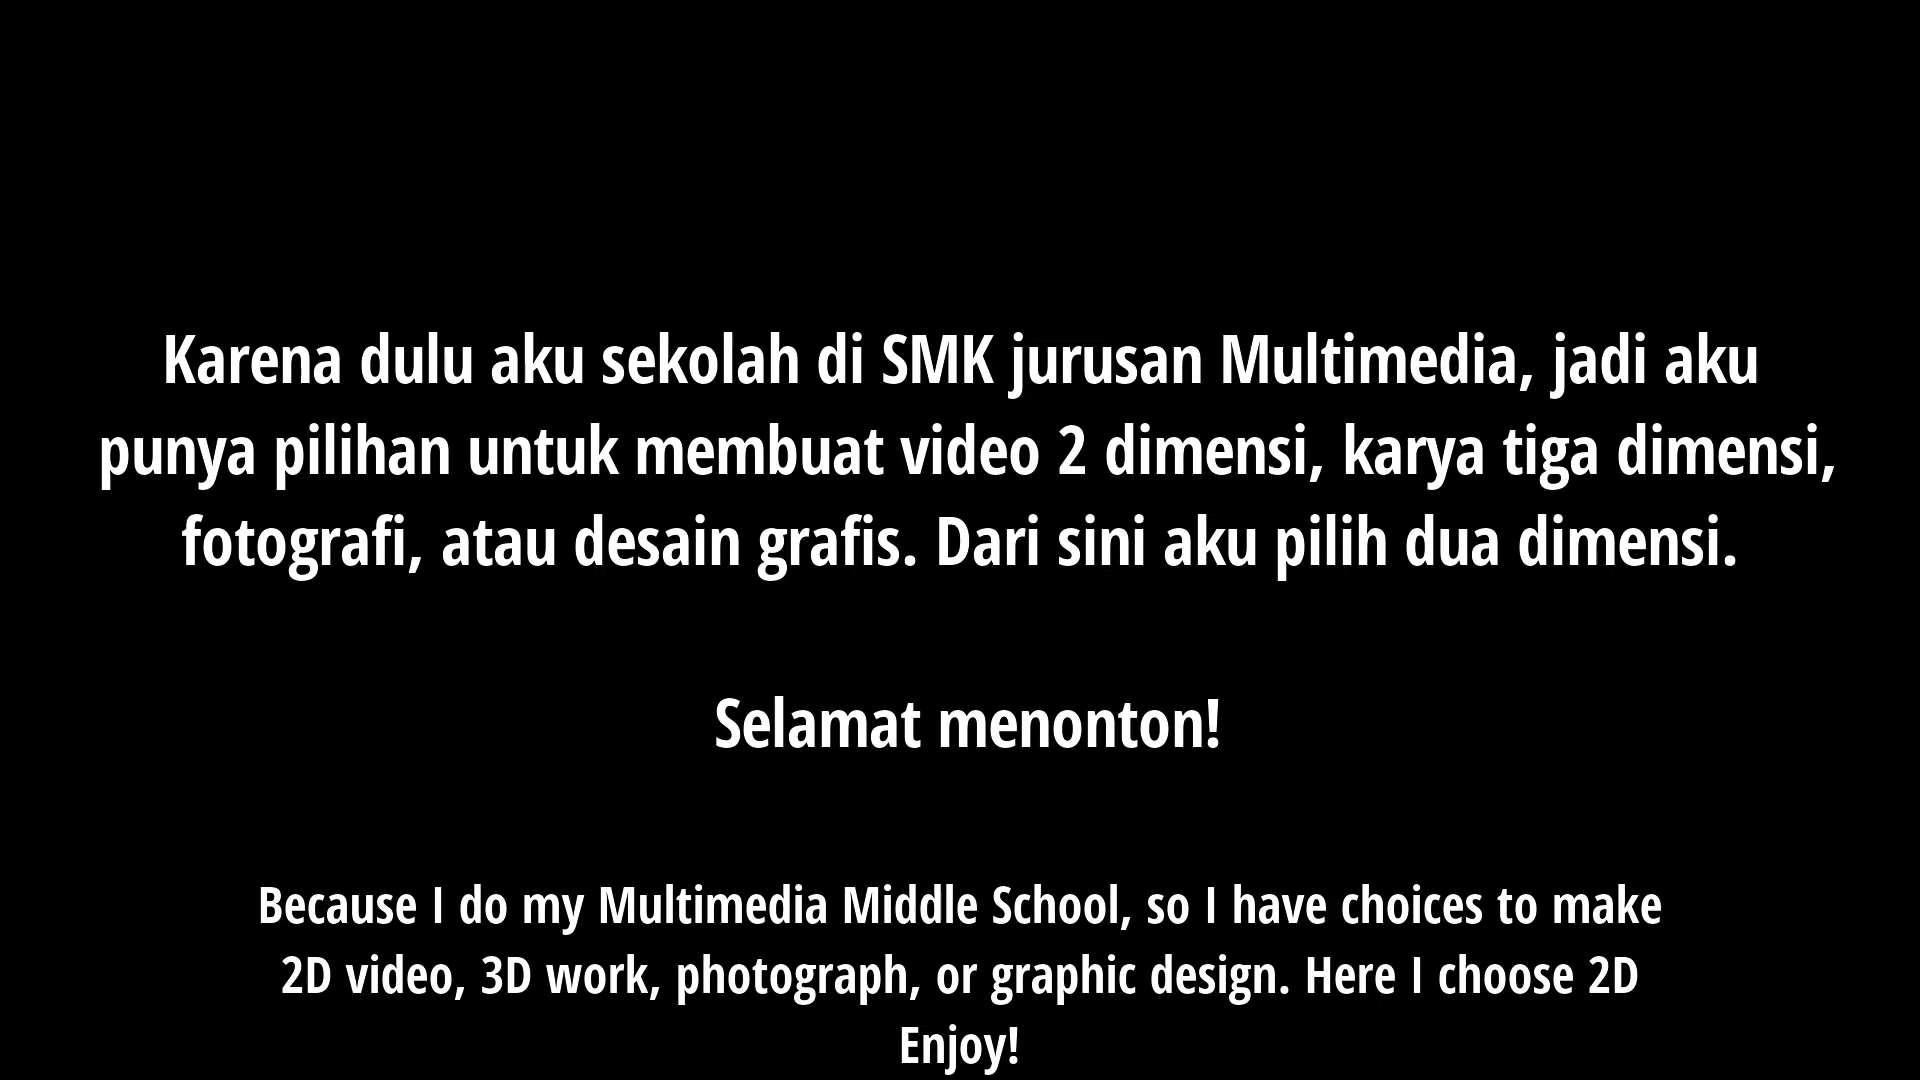 Karena dulu aku sekolah di SMK jurusan Multimedia, jadi aku
punya pilihan untuk membuat video 2 dimensi, karya tiga dimensi,
fotografi, atau desain grafis. Dari sini aku pilih dua dimensi.
Selamat menonton!
Because I do my Multimedia Middle School, so I have choices to make
2D video, 3D work, photograph, or graphic design. Here I choose 2D
Enjoy!